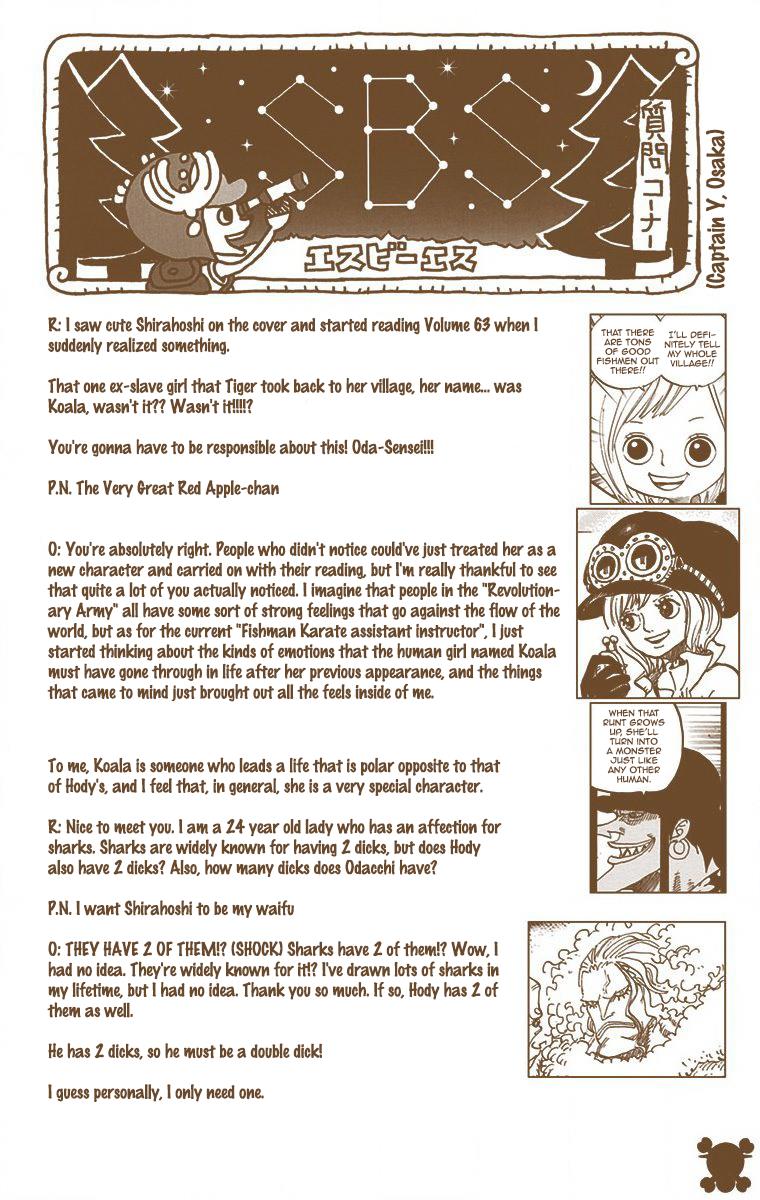 SBS
質問コーナー
エスビーエス
(Captain Y, Osaka)
R: I saw cute Shirahoshi on the cover and started reading Volume 63 when I
suddenly realized something.
That one ex-slave girl that Tiger took back to her village, her name... was
Koala, wasn't it?? Wasn't it!!!!?
You're gonna have to be responsible about this! Oda-Sensei!!!
P.N. The Very Great Red Apple-chan
THAT THERE
ARE TONS
OF GOOD
FISHMEN OUT
THERE!!
I'LL DEFI-
NITELY TELL
MY WHOLE
VILLAGE!!
O: You're absolutely right. People who didn't notice could've just treated her as a
new character and carried on with their reading, but I'm really thankful to see
that quite a lot of you actually noticed. I imagine that people in the "Revolution-
ary Army" all have some sort of strong feelings that go against the flow of the
world, but as for the current "Fishman Karate assistant instructor", I just
started thinking about the kinds of emotions that the human girl named Koala
must have gone through in life after her previous appearance, and the things
that came to mind just brought out all the feels inside of me.
WHEN THAT
RUNT GROWS
UP, SHE'LL
TURN INTO
A MONSTER
JUST LIKE
ANY OTHER
HUMAN.
To me, Koala is someone who leads a life that is polar opposite to that
of Hody's, and I feel that, in general, she is a very special character.
R: Nice to meet you. I am a 24 year old lady who has an affection for
sharks. Sharks are widely known for having 2 dicks, but does Hody
also have 2 dicks? Also, how many dicks does Odacchi have?
P.N. I want Shirahoshi to be my waifu
O: THEY HAVE 2 OF THEM!? (SHOCK) Sharks have 2 of them!? Wow, I
had no idea. They're widely known for it!? I've drawn lots of sharks in
my lifetime, but I had no idea. Thank you so much. If so, Hody has 2 of
them as well.
He has 2 dicks, so he must be a double dick!
I guess personally, I only need one.